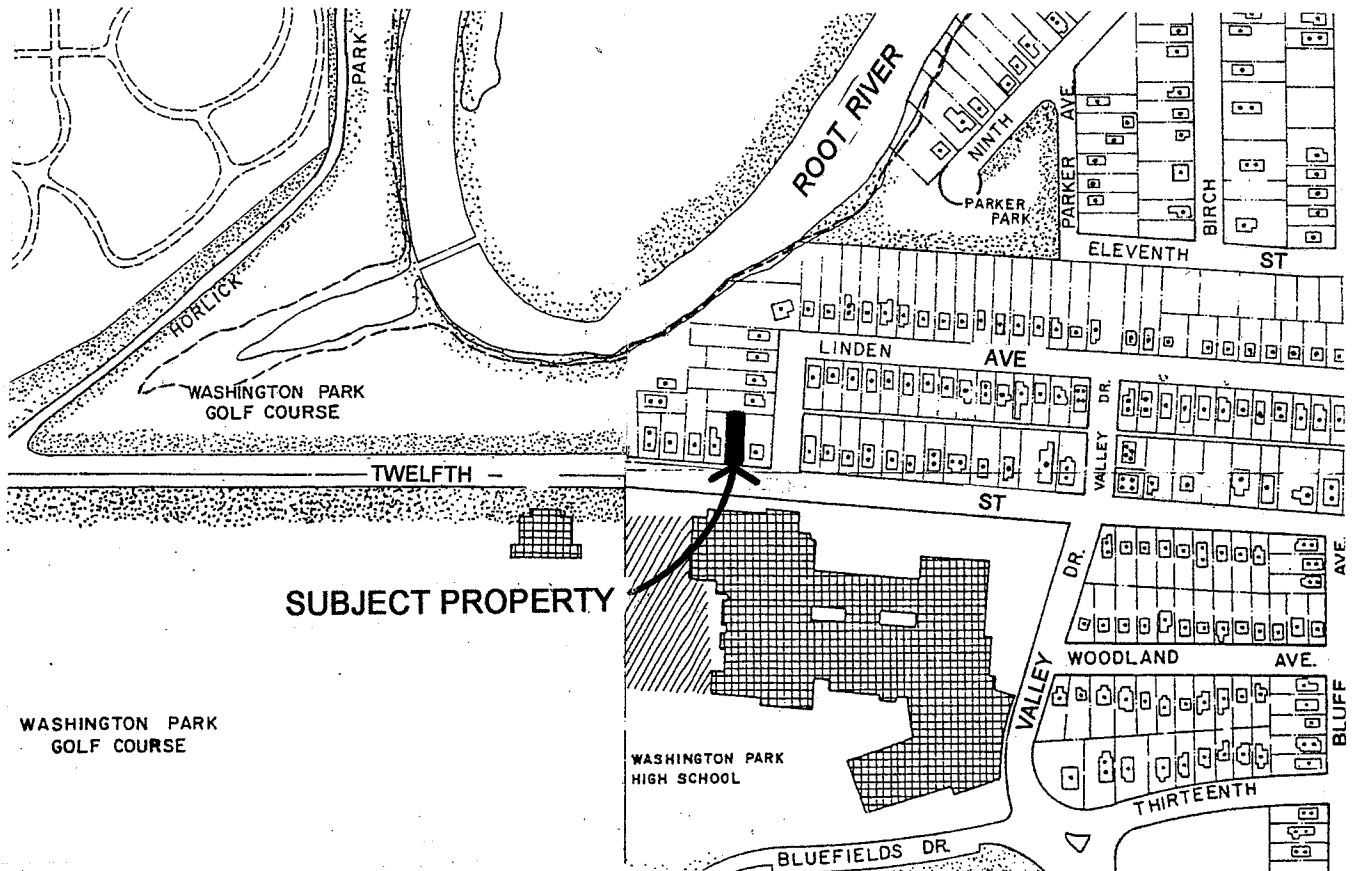 PARK
ROOT RIVER
NINTH
PARKER AVE.
BIRCH
PARKER
PARK
ELEVENTH ST
HORLICK
LINDEN AVE
WASHINGTON PARK
GOLF COURSE
VALLEY DR.
TWELFTH ST
SUBJECT PROPERTY
DR.
AVE.
WOODLAND AVE.
VALLEY
BLUFF
WASHINGTON PARK
GOLF COURSE
WASHINGTON PARK
HIGH SCHOOL
THIRTEENTH
BLUEFIELDS DR.